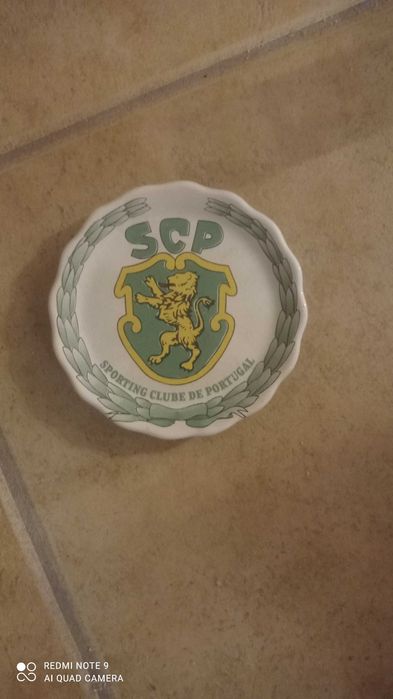 SCP
SPORTING CLUBE DE PORTUGAL
REDMI NOTE 9
AI QUAD CAMERA